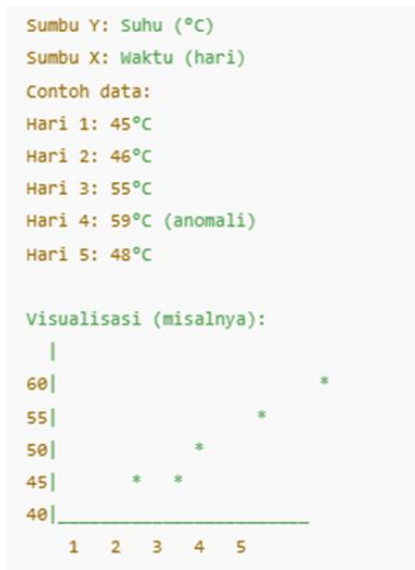 Sumbu Y: Suhu (°C)
Sumbu X: Waktu (hari)
Contoh data:
Hari 1: 45°C
Hari 2: 46°C
Hari 3: 55°C
Hari 4: 59°C (anomali)
Hari 5: 48°C
Visualisasi (misalnya):
|
60|                          *
55|                    *
50|              *
45|        *   *
40|________________________
1   2   3   4   5